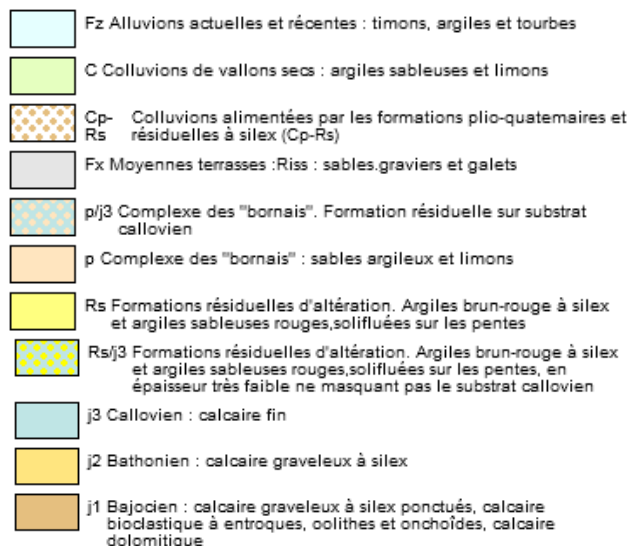 Fz Alluvions actuelles et récentes : timons, argiles et tourbes
C Colluvions de vallons secs : argiles sableuses et limons
Cp- Colluvions alimentées par les formations plio-quatemaires et
Rs résiduelles à silex (Cp-Rs)
Fx Moyennes terrasses :Riss : sables.graviers et galets
p/j3 Complexe des "bornais". Formation résiduelle sur substrat
callovien
p Complexe des "bornais" : sables argileux et limons
Rs Formations résiduelles d'altération. Argiles brun-rouge à silex
et argiles sableuses rouges,solifluées sur les pentes
Rs/j3 Formations résiduelles d'altération. Argiles brun-rouge à silex
et argiles sableuses rouges,solifluées sur les pentes, en
épaisseur très faible ne masquant pas le substrat callovien
j3 Callovien : calcaire fin
j2 Bathonien : calcaire graveleux à silex
j1 Bajocien : calcaire graveleux à silex ponctués, calcaire
bioclastique à entroques, oolithes et onchoïdes, calcaire
dolomitique